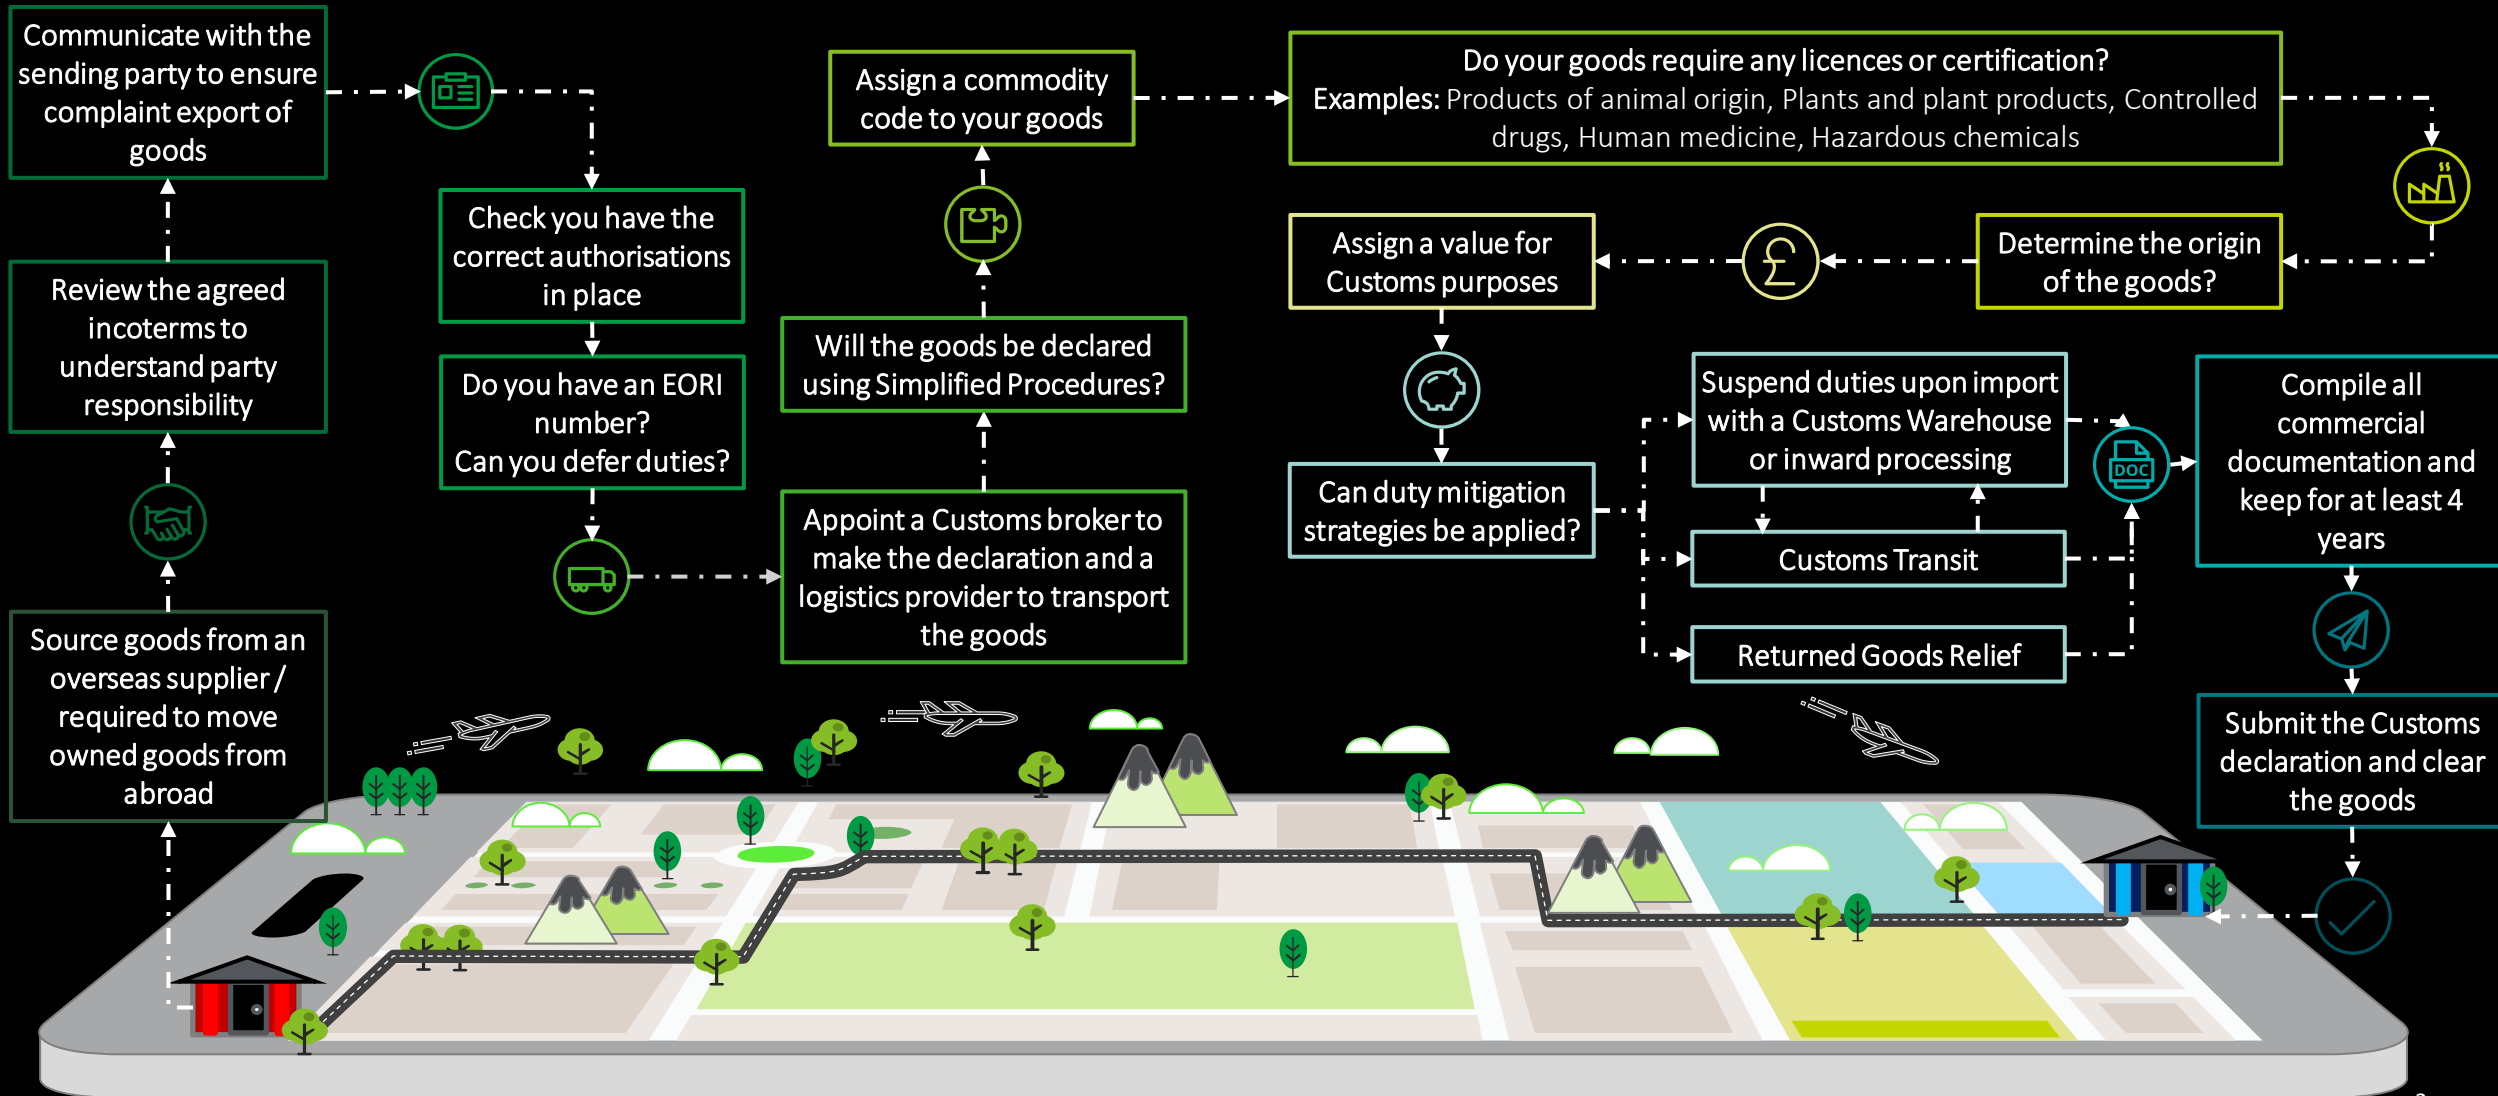 Communicate with the
sending party to ensure
complaint export of
goods
Review the agreed
incoterms to
understand party
responsibility
Source goods from an
overseas supplier /
required to move
owned goods from
abroad
Check you have the
correct authorisations
in place
Do you have an EORI
number?
Can you defer duties?
Appoint a Customs broker to
make the declaration and a
logistics provider to transport
the goods
Will the goods be declared
using Simplified Procedures?
Assign a commodity
code to your goods
Do your goods require any licences or certification?
Examples: Products of animal origin, Plants and plant products, Controlled
drugs, Human medicine, Hazardous chemicals
Determine the origin
of the goods?
£
Assign a value for
Customs purposes
Can duty mitigation
strategies be applied?
Suspend duties upon import
with a Customs Warehouse
or inward processing
Customs Transit
Returned Goods Relief
DOC
Compile all
commercial
documentation and
keep for at least 4
years
Submit the Customs
declaration and clear
the goods